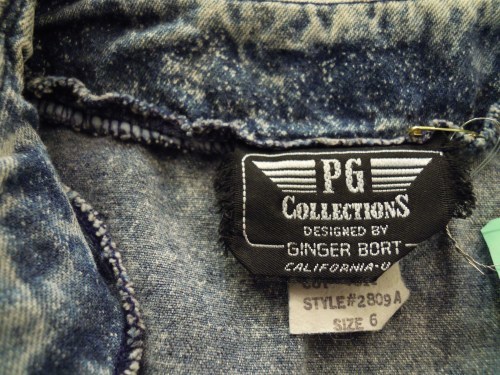 PG
COLLECTIONS
DESIGNED BY
GINGER BORT
CALIFORNIA-U
STYLE#2809A
SIZE 6